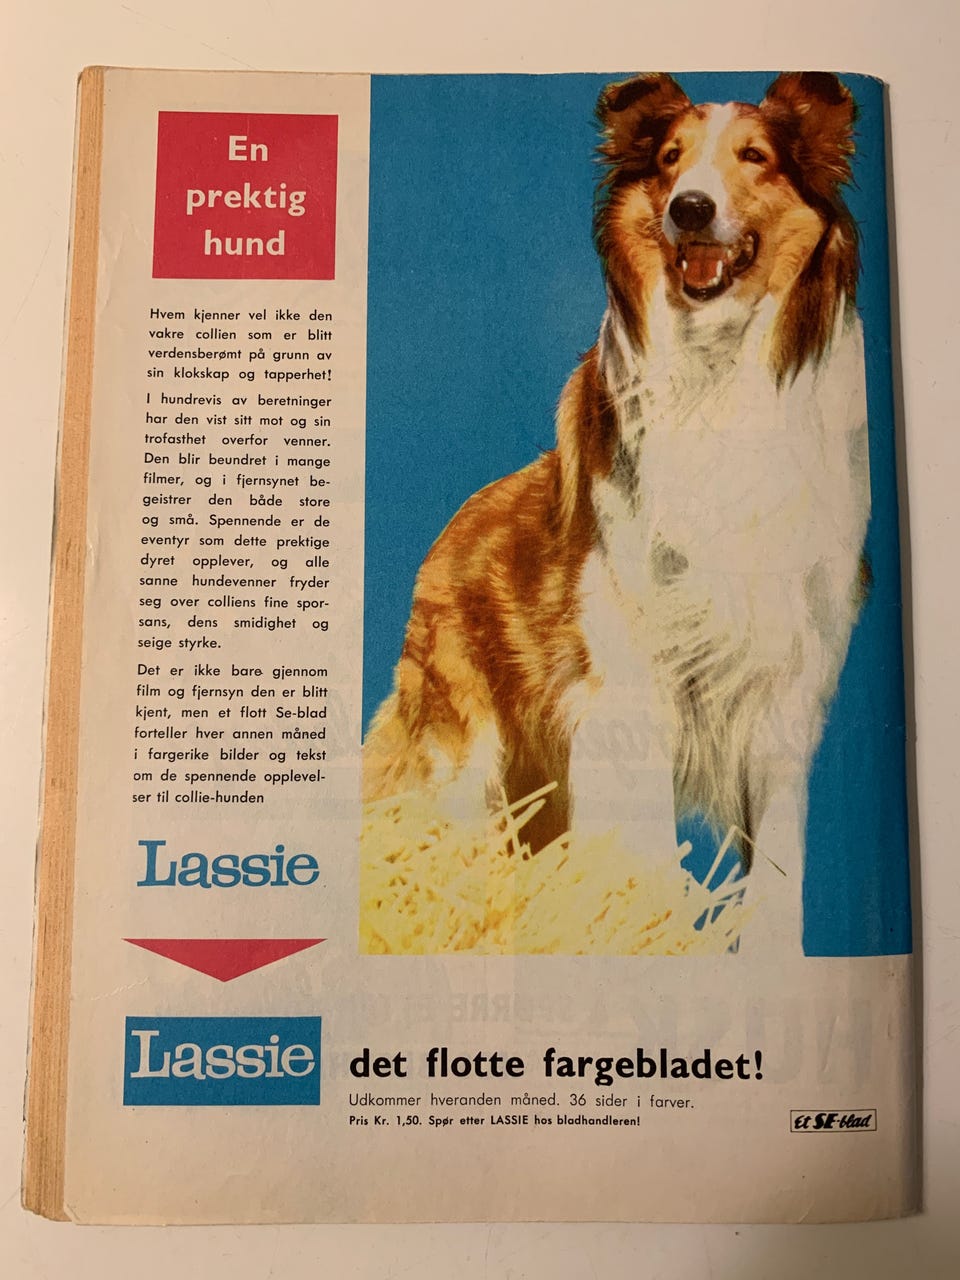 En
prektig
hund
Hvem kjenner vel ikke den
vakre collien som er blitt
verdensberømt på grunn av
sin klokskap og tapperhet!
I hundrevis av beretninger
har den vist sitt mot og sin
trofasthet overfor venner.
Den blir beundret i mange
filmer, og i fjernsynet be-
geistrer den både store
og små. Spennende er de
eventyr som dette prektige
dyret opplever, og alle
sanne hundevenner fryder
seg over colliens fine spor-
sans, dens smidighet og
seige styrke.
Det er ikke bare gjennom
film og fjernsyn den er blitt
kjent, men et flott Se-blad
forteller hver annen måned
i fargerike bilder og tekst
om de spennende opplevel-
ser til collie-hunden
Lassie
Lassie det flotte fargebladet!
Udkommer hveranden måned. 36 sider i farver.
Pris Kr. 1,50. Spør etter LASSIE hos bladhandleren!
Et SE-blad